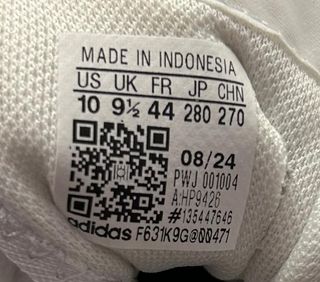 MADE IN INDONESIA
US UK FR JP CHN
10 9½ 44 280 270
08/24
PWJ 001004
A:HP9426
#135447646
adidas F631K9G@00471